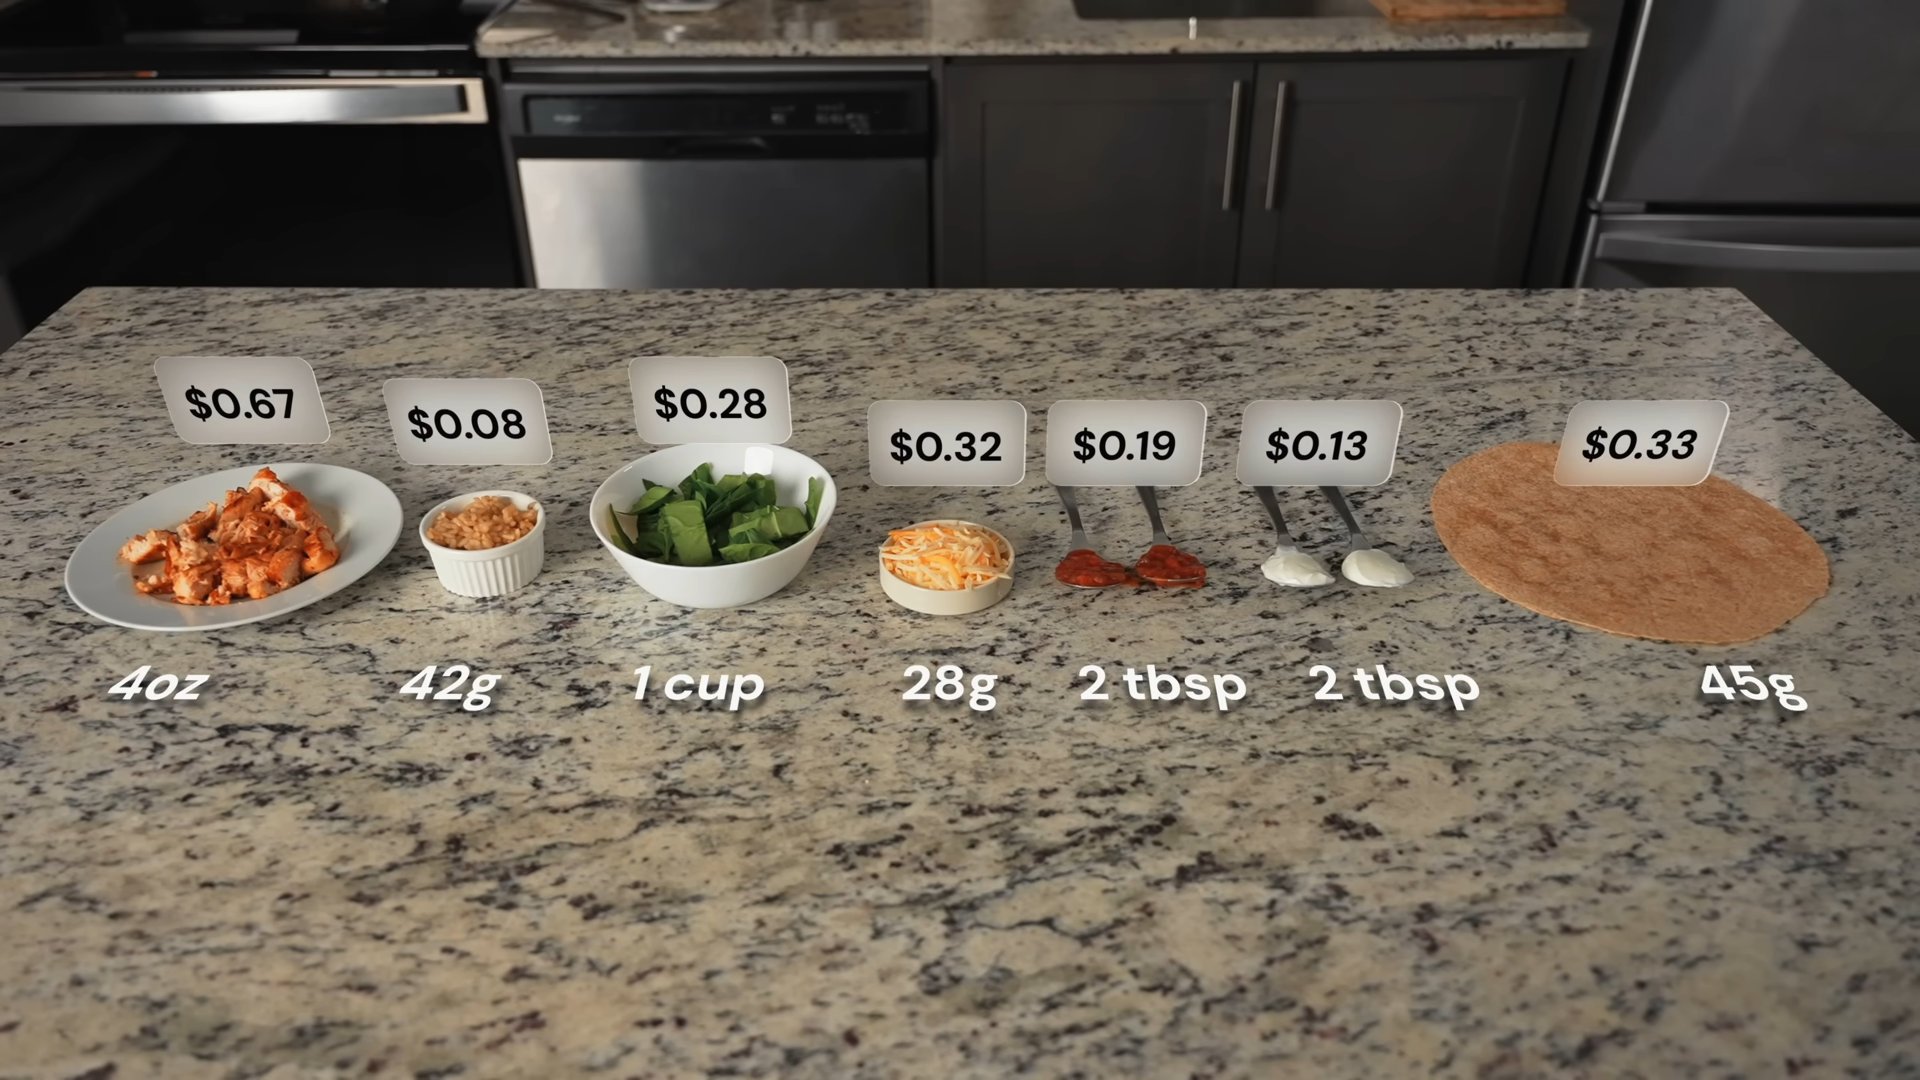 $0.67
$0.08
$0.28
$0.32
$0.19
$0.13
$0.33
4oz
42g
1 cup
28g
2 tbsp
2 tbsp
45g